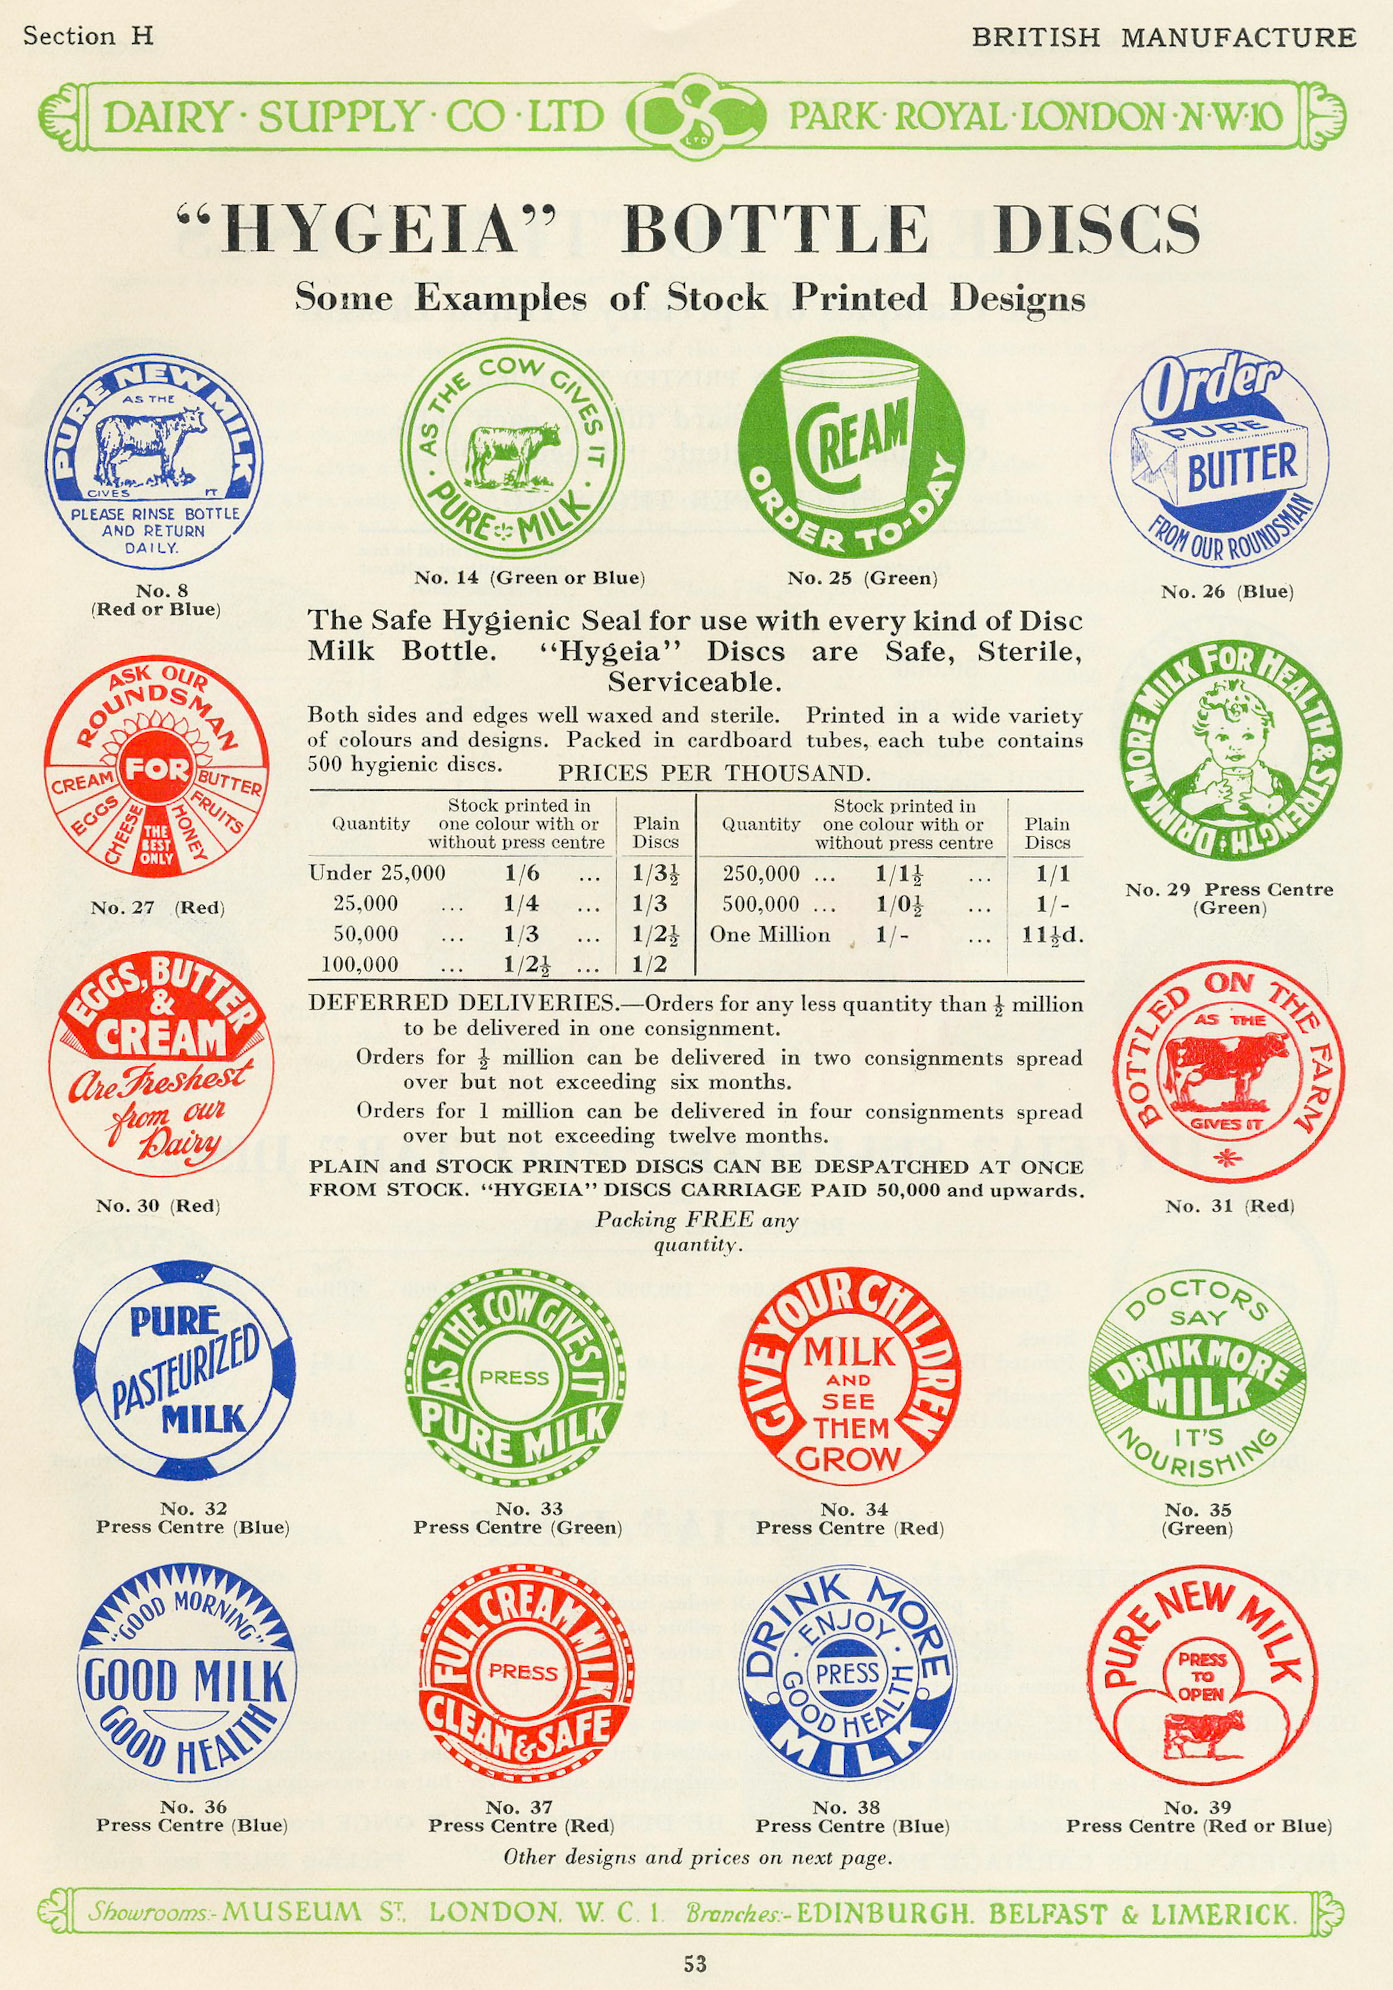 Section H
BRITISH MANUFACTURE
DAIRY · SUPPLY · CO · LTD
DSC LTD
PARK · ROYAL · LONDON · N·W·10
“HYGEIA” BOTTLE DISCS
Some Examples of Stock Printed Designs
PURE NEW MILK
AS THE
GIVES IT
PLEASE RINSE BOTTLE
AND RETURN
DAILY.
No. 8
(Red or Blue)
· AS THE COW GIVES IT ·
PURE MILK
No. 14 (Green or Blue)
CREAM
ORDER TO-DAY
No. 25 (Green)
Order
PURE
BUTTER
FROM OUR ROUNDSMAN
No. 26 (Blue)
The Safe Hygienic Seal for use with every kind of Disc
Milk Bottle. “Hygeia” Discs are Safe, Sterile,
Serviceable.
Both sides and edges well waxed and sterile. Printed in a wide variety
of colours and designs. Packed in cardboard tubes, each tube contains
500 hygienic discs. PRICES PER THOUSAND.
ASK OUR
ROUNDSMAN
FOR
CREAM
EGGS
CHEESE
THE
BEST
ONLY
HONEY
FRUITS
BUTTER
No. 27 (Red)
DRINK MORE MILK FOR HEALTH & STRENGTH·
No. 29 Press Centre
(Green)
Quantity Stock printed in one colour with or without press centre Plain Discs Quantity Stock printed in one colour with or without press centre Plain Discs
Under 25,000 1/6 ... 1/3½ 250,000 ... 1/1½ ... 1/1
25,000 ... 1/4 ... 1/3 500,000 ... 1/0½ ... 1/-
50,000 ... 1/3 ... 1/2½ One Million 1/- ... 11½d.
100,000 ... 1/2½ ... 1/2
DEFERRED DELIVERIES.—Orders for any less quantity than ½ million
to be delivered in one consignment.
Orders for ½ million can be delivered in two consignments spread
over but not exceeding six months.
Orders for 1 million can be delivered in four consignments spread
over but not exceeding twelve months.
PLAIN and STOCK PRINTED DISCS CAN BE DESPATCHED AT ONCE
FROM STOCK. “HYGEIA” DISCS CARRIAGE PAID 50,000 and upwards.
Packing FREE any
quantity.
EGGS, BUTTER
&
CREAM
Are Freshest
from our
Dairy
No. 30 (Red)
BOTTLED ON THE FARM
AS THE
GIVES IT
No. 31 (Red)
PURE
PASTEURIZED
MILK
No. 32
Press Centre (Blue)
AS THE COW GIVES IT
PRESS
PURE MILK
No. 33
Press Centre (Green)
GIVE YOUR CHILDREN
MILK
AND
SEE
THEM
GROW
No. 34
Press Centre (Red)
DOCTORS
SAY
DRINK MORE
MILK
IT'S
NOURISHING
No. 35
(Green)
“GOOD MORNING”
GOOD MILK
GOOD HEALTH
No. 36
Press Centre (Blue)
FULL CREAM MILK
PRESS
CLEAN & SAFE
No. 37
Press Centre (Red)
DRINK MORE
· ENJOY ·
PRESS
GOOD HEALTH
MILK
No. 38
Press Centre (Blue)
PURE NEW MILK
PRESS
TO
OPEN
No. 39
Press Centre (Red or Blue)
Other designs and prices on next page.
Showrooms:- MUSEUM ST., LONDON, W. C. 1. Branches:- EDINBURGH. BELFAST & LIMERICK.
53